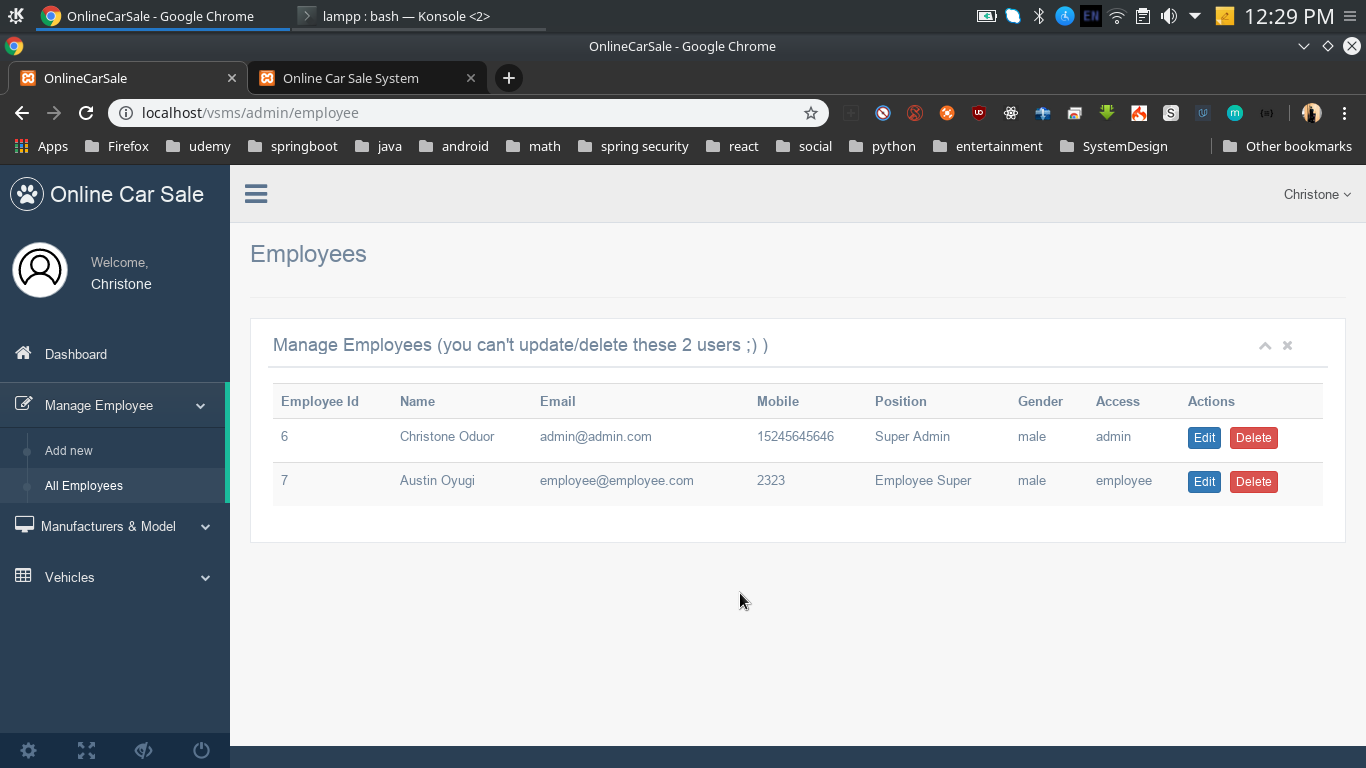 OnlineCarSale - Google Chrome
lampp : bash — Konsole <2>
EN
12:29 PM
OnlineCarSale - Google Chrome
OnlineCarSale
Online Car Sale System
localhost/vsms/admin/employee
Apps
Firefox
udemy
springboot
java
android
math
spring security
react
social
python
entertainment
SystemDesign
Other bookmarks
Online Car Sale
Christone
Welcome,
Christone
Dashboard
Manage Employee
Add new
All Employees
Manufacturers & Model
Vehicles
Employees
Manage Employees (you can't update/delete these 2 users ;) )
Employee Id Name Email Mobile Position Gender Access Actions
6 Christone Oduor admin@admin.com 15245645646 Super Admin male admin Edit Delete
7 Austin Oyugi employee@employee.com 2323 Employee Super male employee Edit Delete